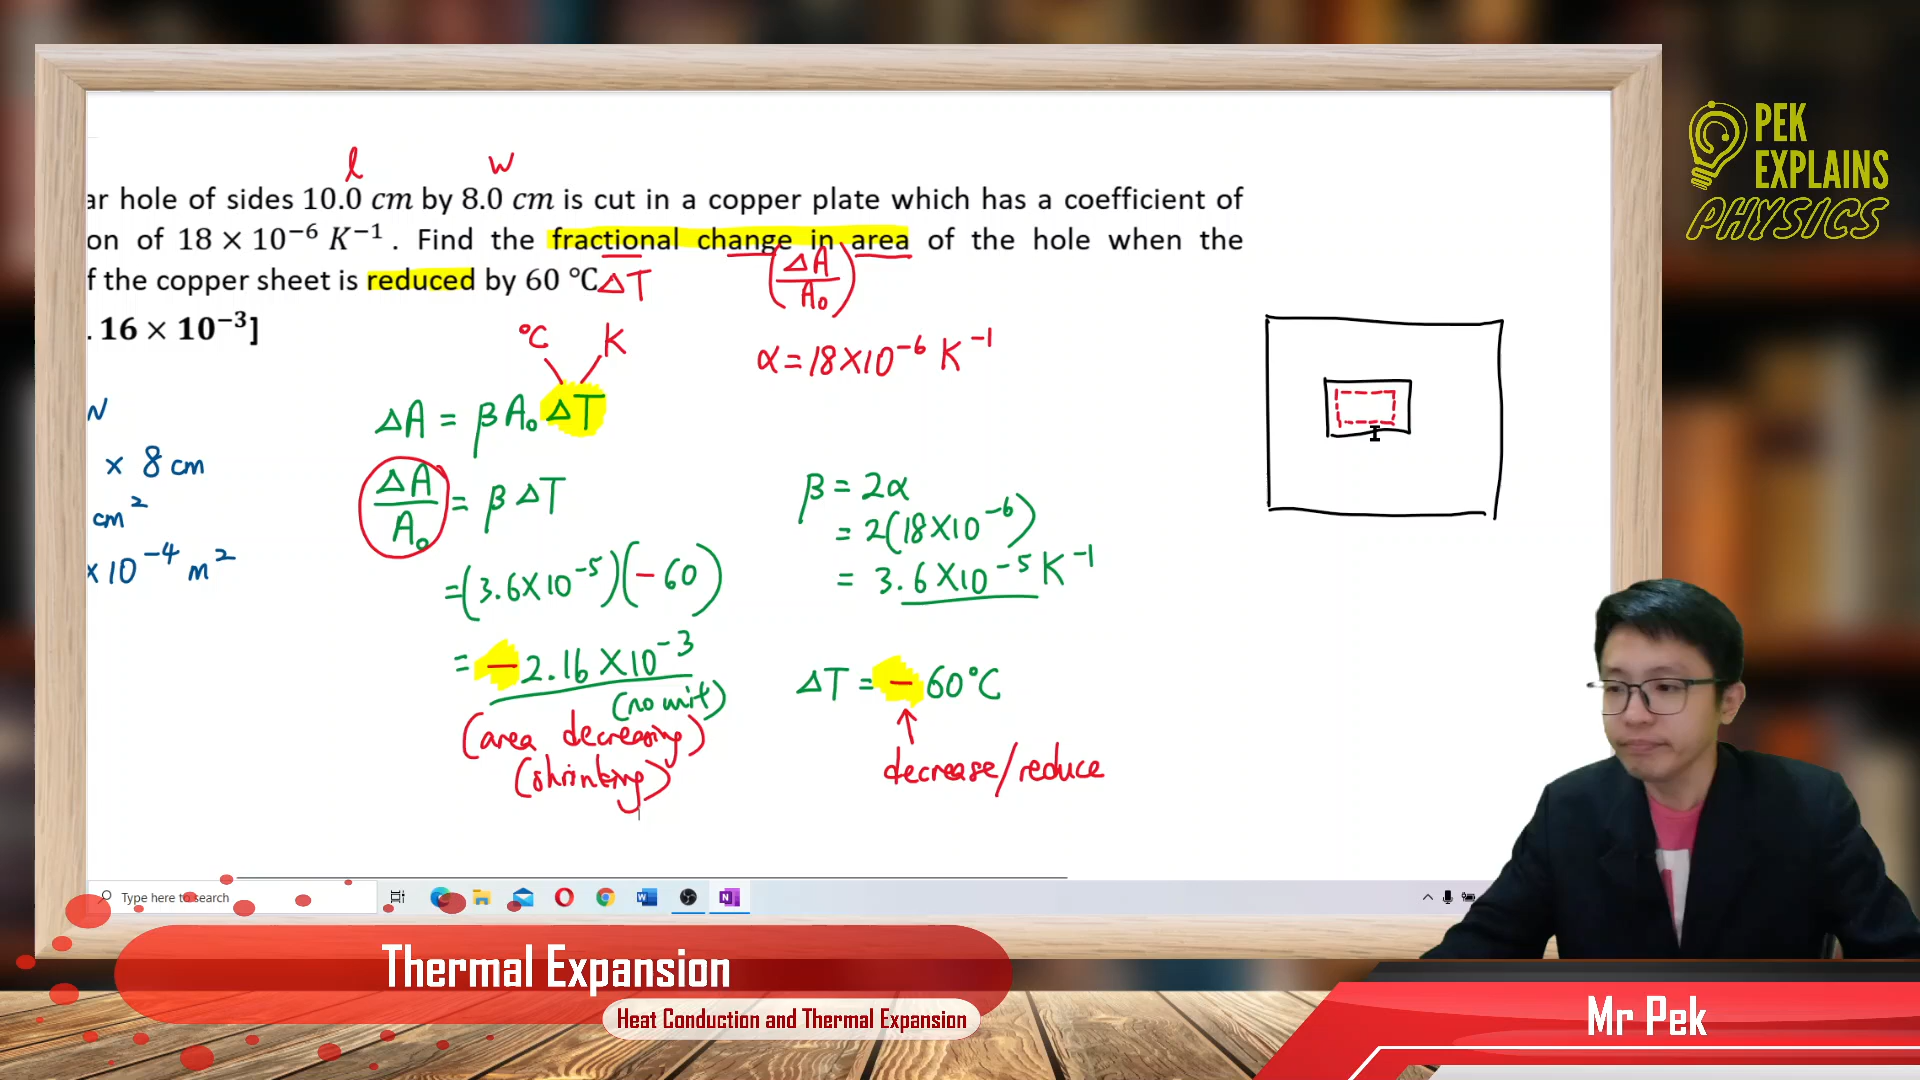 l w
ar hole of sides 10.0 cm by 8.0 cm is cut in a copper plate which has a coefficient of
on of 18 × 10⁻⁶ K⁻¹ . Find the fractional change in area of the hole when the
f the copper sheet is reduced by 60 °C ΔT
(ΔA/A₀)
. 16 × 10⁻³]
°C K
α = 18×10⁻⁶ K⁻¹
ΔA = βA₀ ΔT
× 8 cm
cm²
×10⁻⁴ m²
ΔA/A₀ = β ΔT
=(3.6×10⁻⁵)(-60)
= -2.16 ×10⁻³
(no unit)
(area decreasing)
(shrinking)
β = 2α
= 2(18×10⁻⁶)
= 3.6 ×10⁻⁵ K⁻¹
ΔT = -60°C
decrease/reduce
PEK
EXPLAINS
PHYSICS
Type here to search
Thermal Expansion
Heat Conduction and Thermal Expansion
Mr Pek